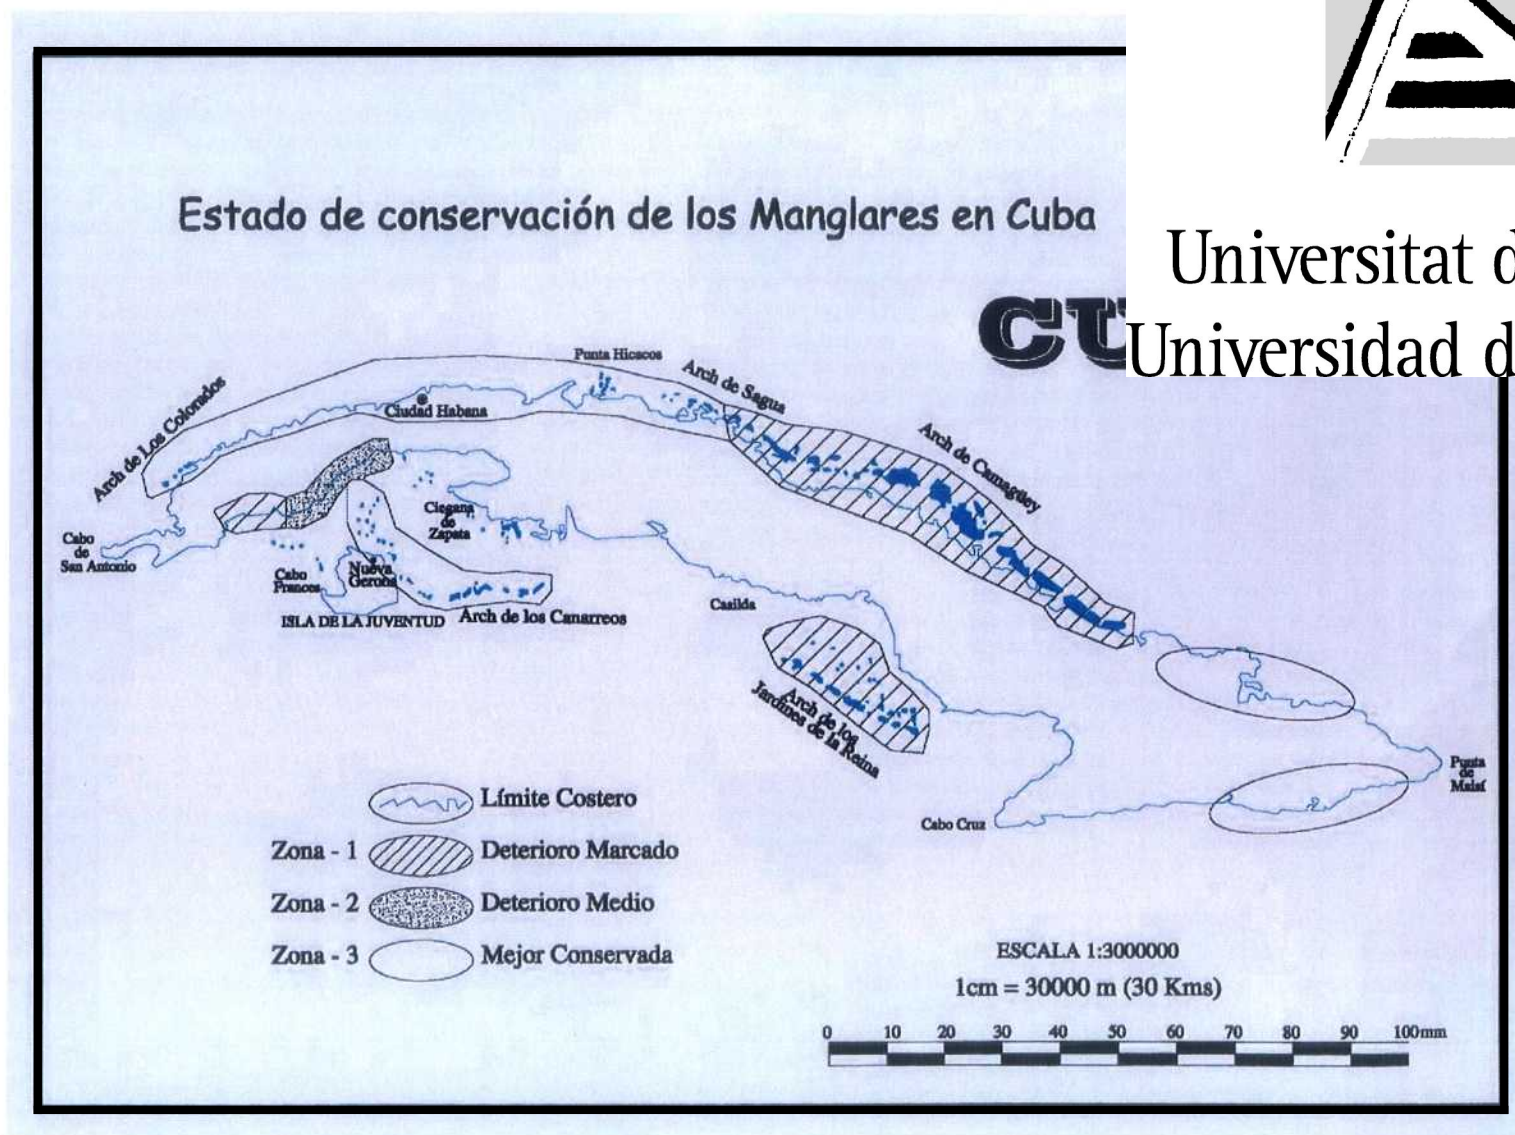 Universitat d
Universidad d
Estado de conservación de los Manglares en Cuba
CU
Punta Hicacos
Arch de Sagua
Arch de Los Colorados
Ciudad Habana
Arch de Camagüey
Cabo
de
San Antonio
Ciegana
de
Zapata
Cabo
Frances
Nueva
Gerona
ISLA DE LA JUVENTUD
Arch de los Canarreos
Casilda
Arch de los
Jardines de la Reina
Punta
de
Maisí
Cabo Cruz
Límite Costero
Zona - 1 Deterioro Marcado
Zona - 2 Deterioro Medio
Zona - 3 Mejor Conservada
ESCALA 1:3000000
1cm = 30000 m (30 Kms)
0 10 20 30 40 50 60 70 80 90 100mm